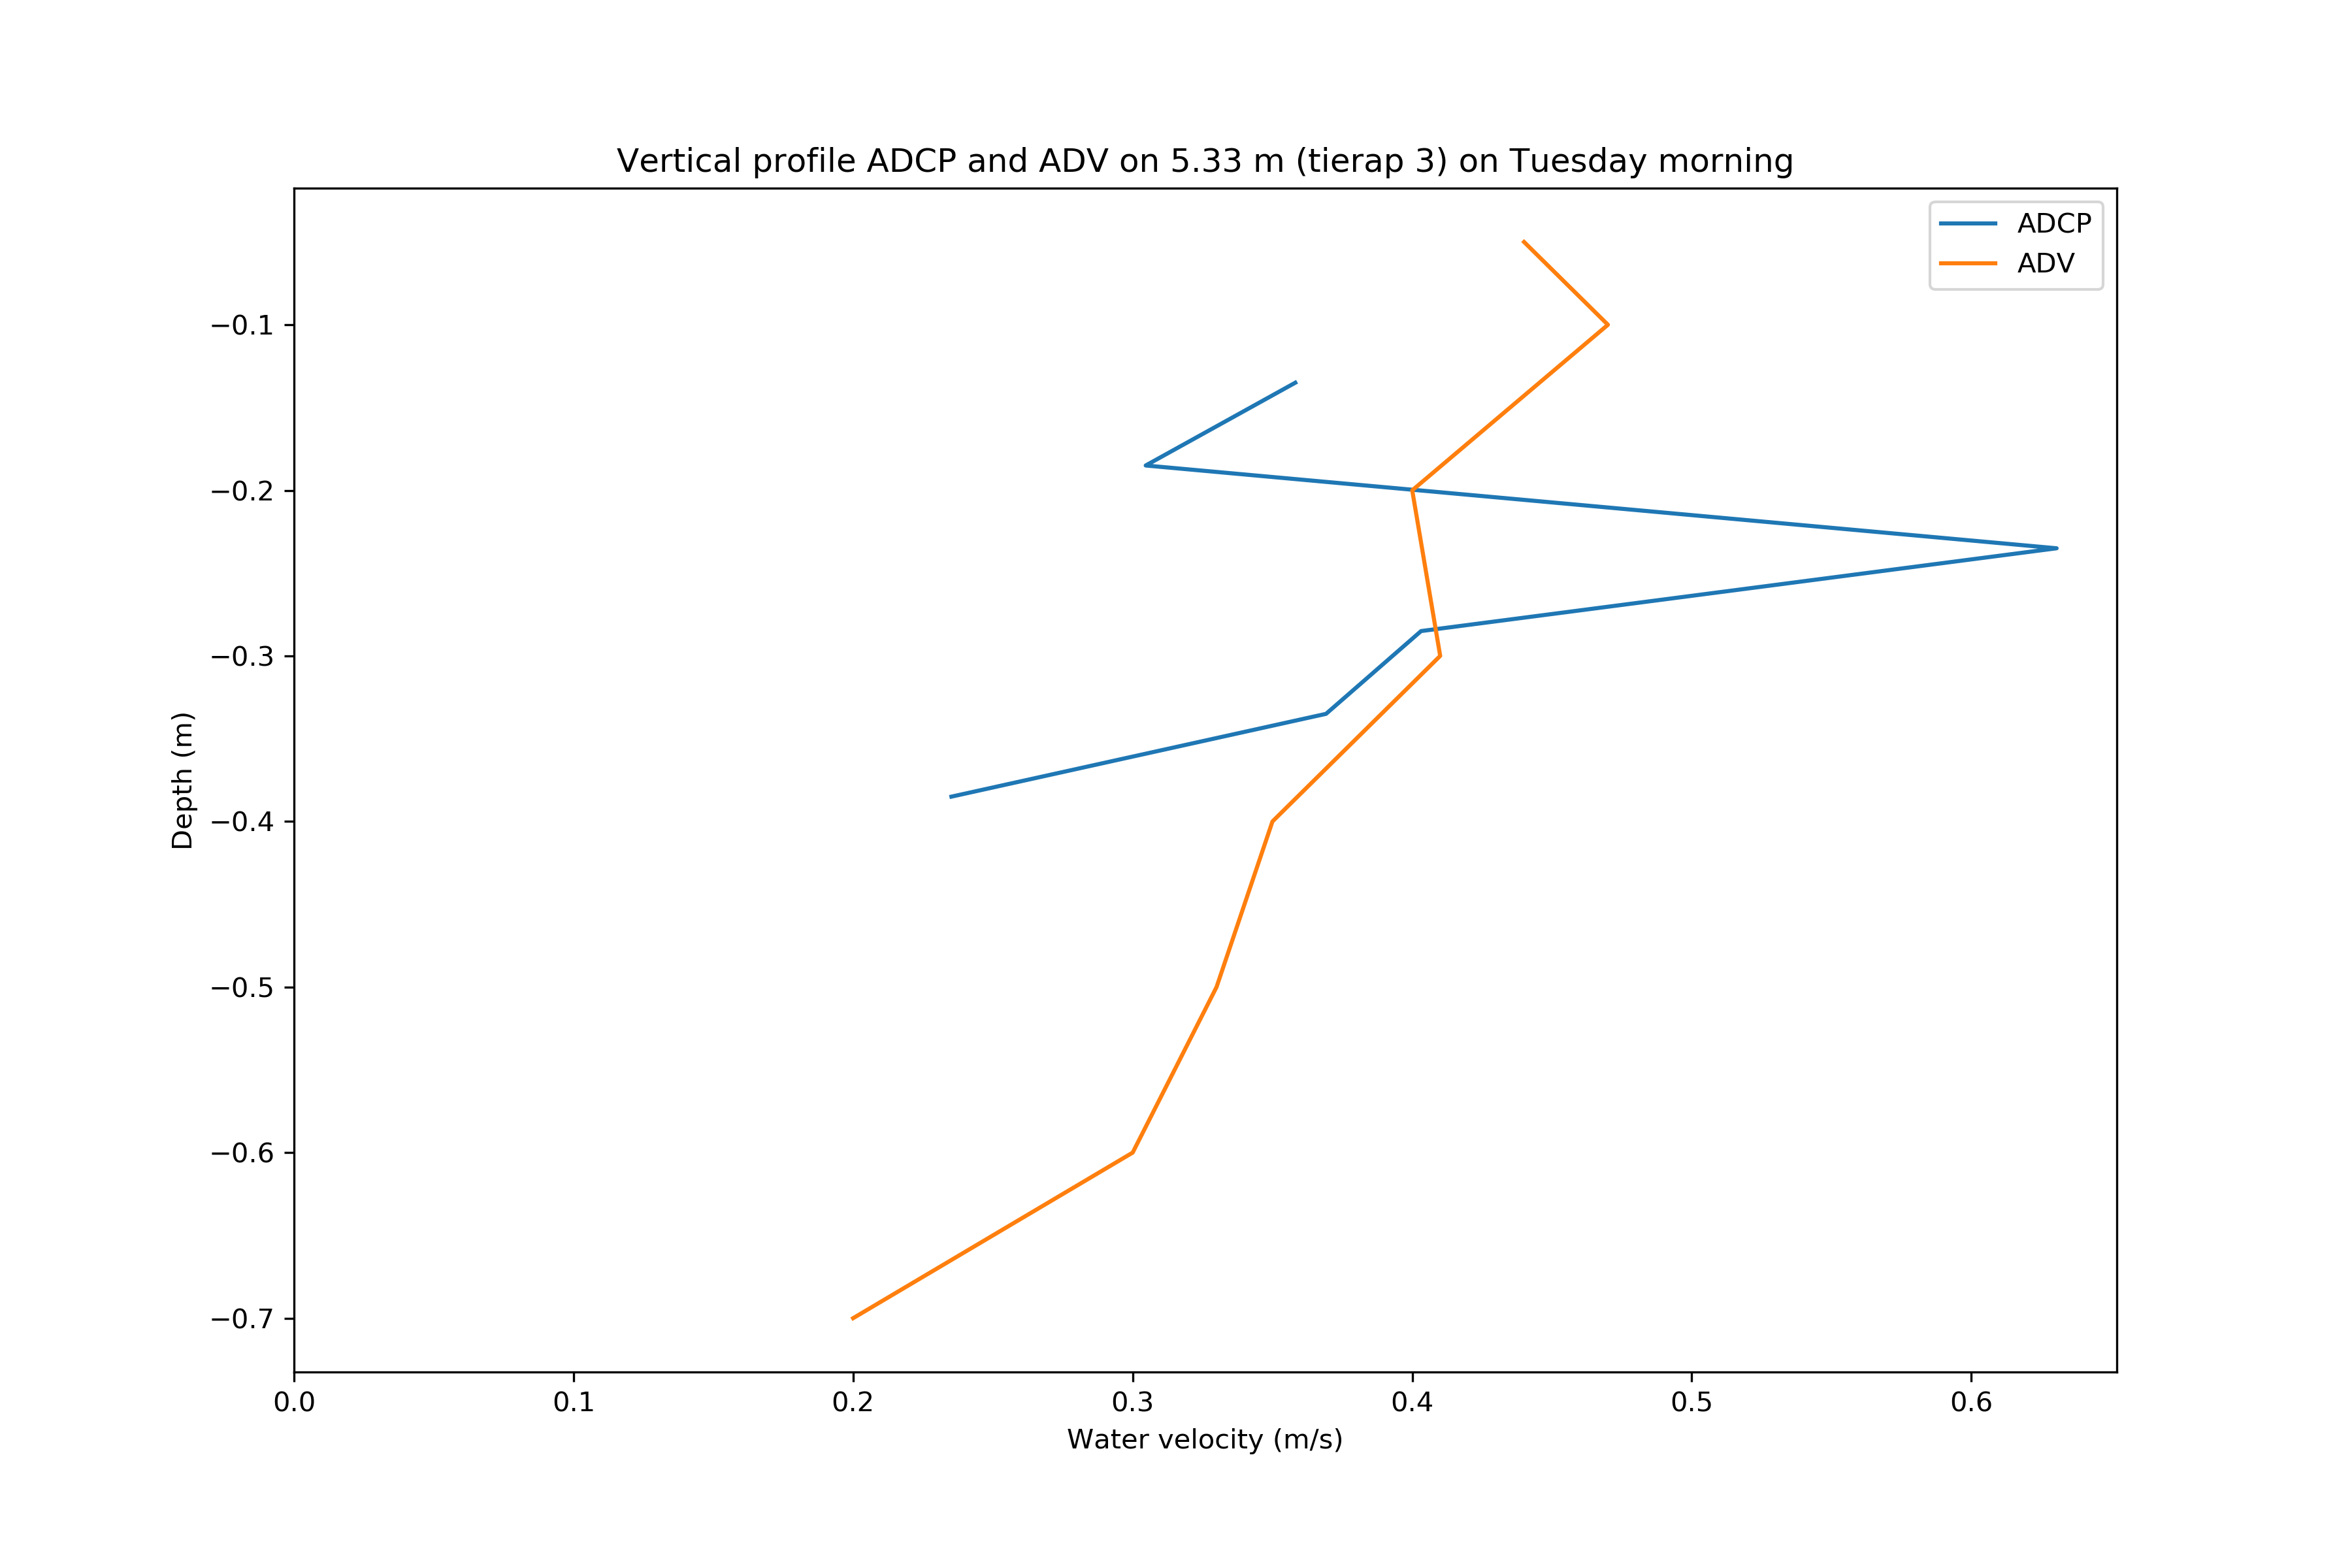 Vertical profile ADCP and ADV on 5.33 m (tierap 3) on Tuesday morning
ADCP
ADV
−0.1
−0.2
−0.3
−0.4
−0.5
−0.6
−0.7
Depth (m)
0.0 0.1 0.2 0.3 0.4 0.5 0.6
Water velocity (m/s)